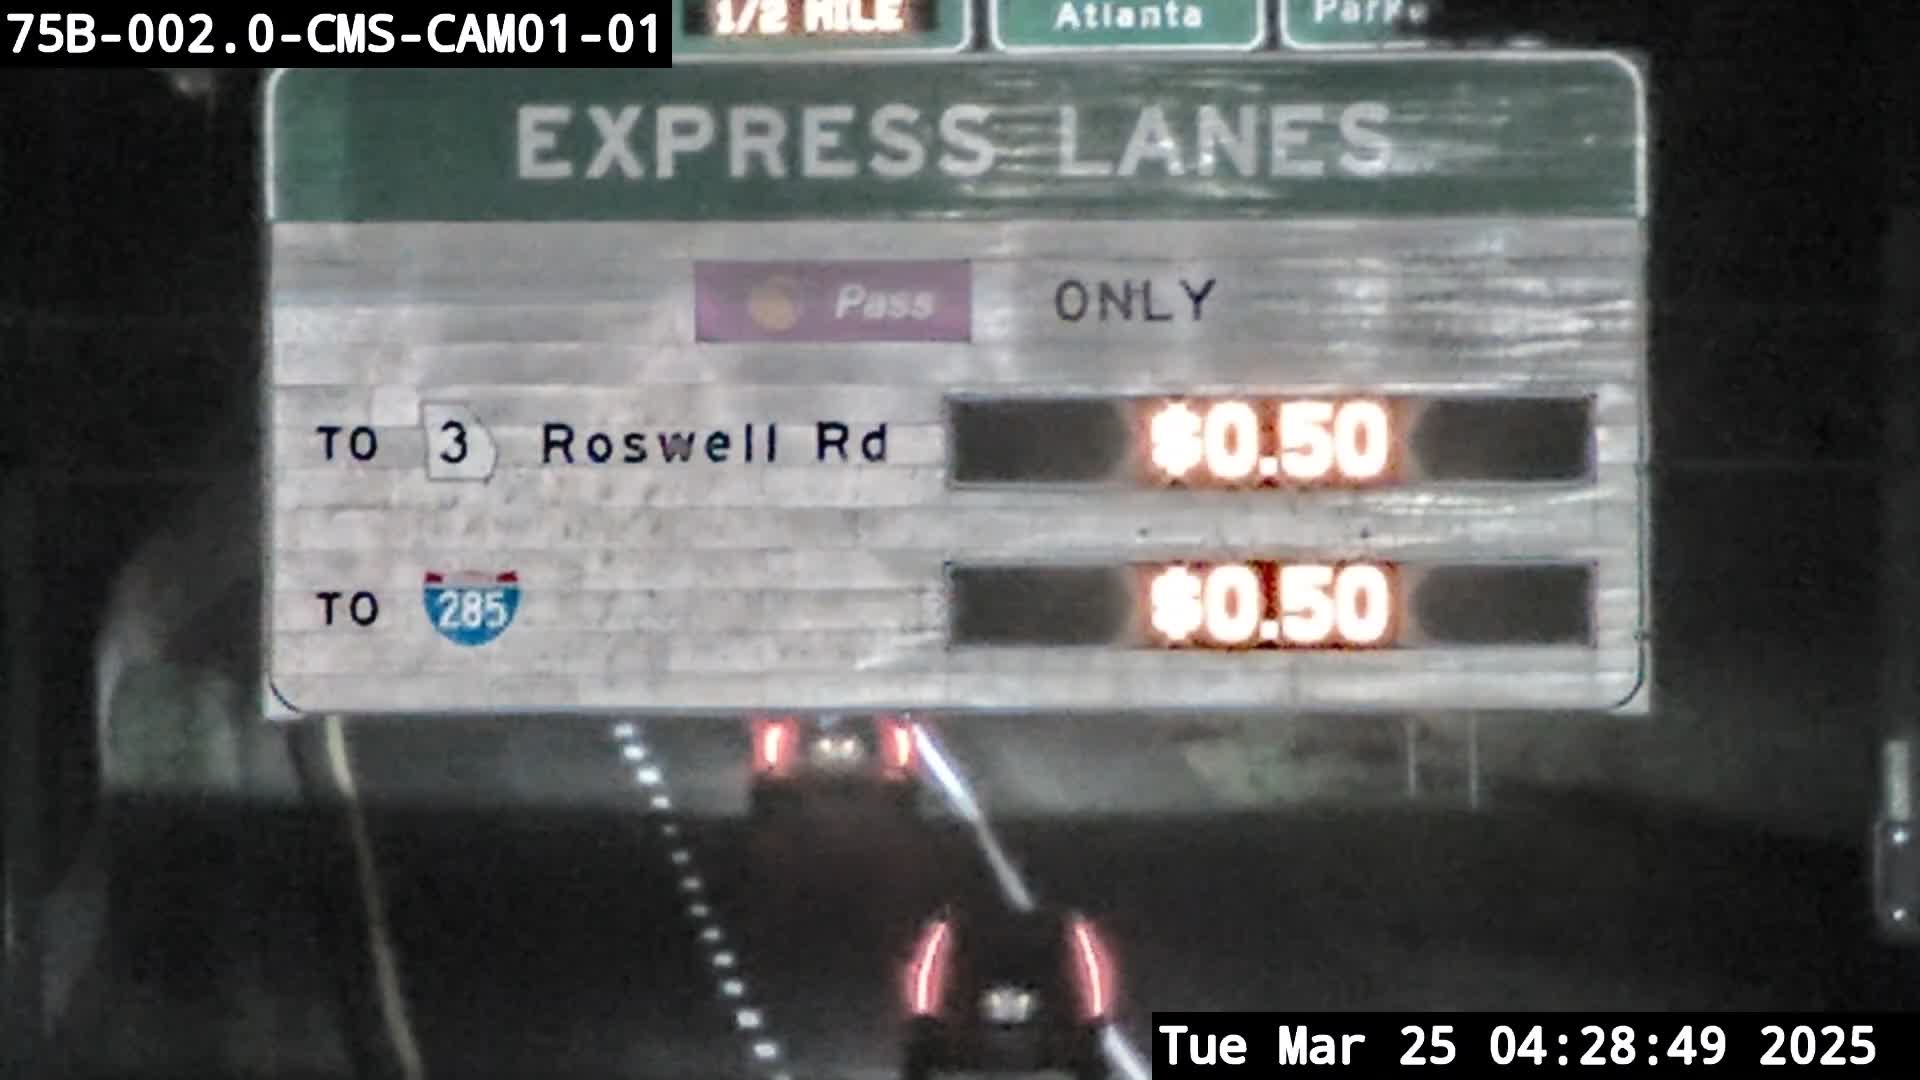 75B-002.0-CMS-CAM01-01
1/2 MILE
Atlanta
EXPRESS LANES
Pass ONLY
TO 3 Roswell Rd $0.50
TO 285 $0.50
Tue Mar 25 04:28:49 2025